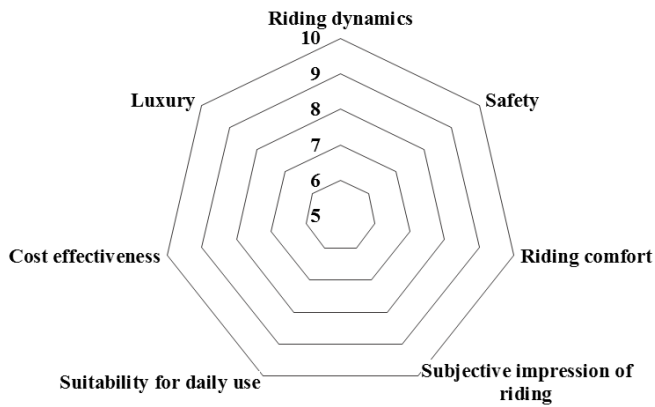 Riding dynamics
10
9
Luxury
Safety
8
7
6
5
Cost effectiveness
Riding comfort
Subjective impression of
riding
Suitability for daily use